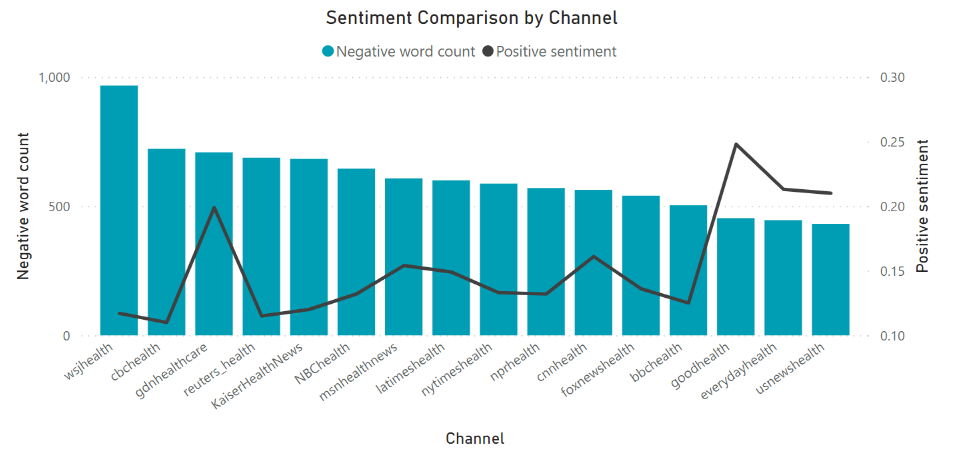 Sentiment Comparison by Channel
Negative word count Positive sentiment
1,000
500
0
Negative word count
0.30
0.25
0.20
0.15
0.10
Positive sentiment
wsjhealth
cbchealth
gdnhealthcare
reuters_health
KaiserHealthNews
NBChealth
msnhealthnews
latimeshealth
nytimeshealth
nprhealth
cnnhealth
foxnewshealth
bbchealth
goodhealth
everydayhealth
usnewshealth
Channel